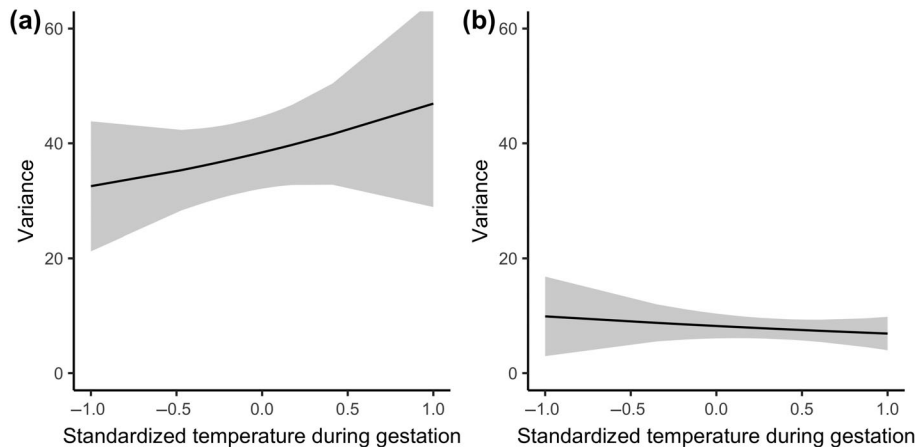 (a)
60
40
20
0
Variance
–1.0 –0.5 0.0 0.5 1.0
Standardized temperature during gestation
(b)
60
40
20
0
Variance
–1.0 –0.5 0.0 0.5 1.0
Standardized temperature during gestation